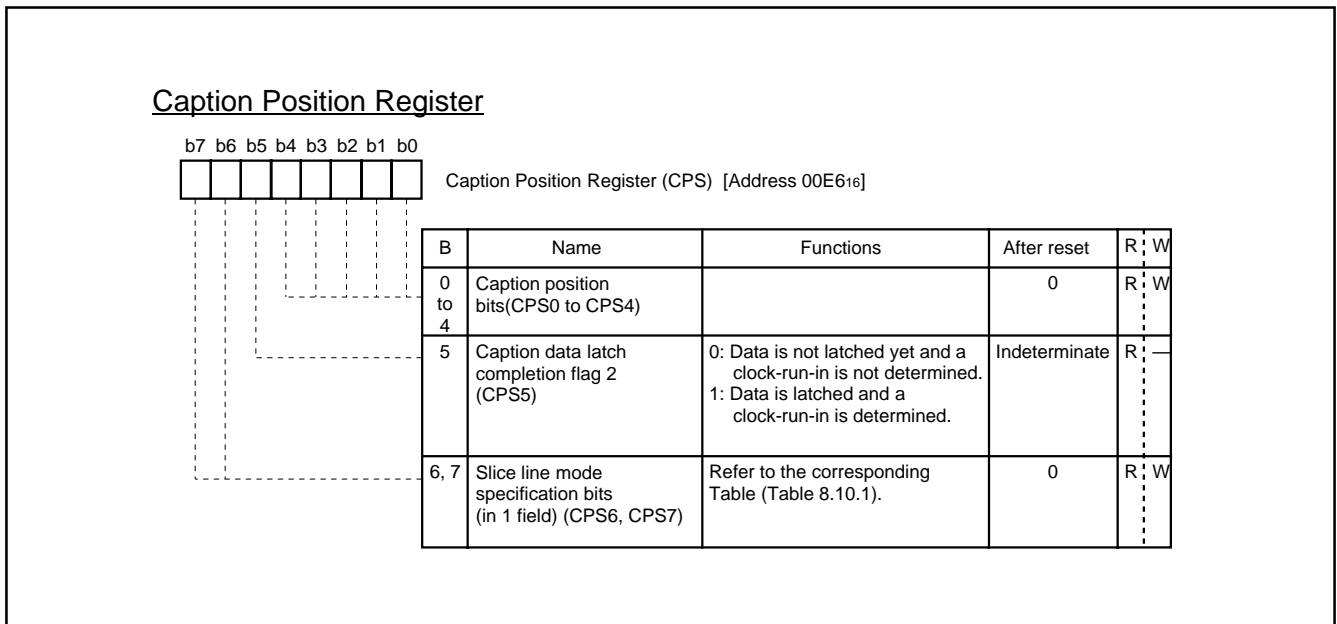 Caption Position Register
b7 b6 b5 b4 b3 b2 b1 b0
Caption Position Register (CPS) [Address 00E616]
B Name Functions After reset R W
0 to 4 Caption position 0 R W
bits(CPS0 to CPS4)
5 Caption data latch 0: Data is not latched yet and a Indeterminate R —
completion flag 2 clock-run-in is not determined.
(CPS5) 1: Data is latched and a
clock-run-in is determined.
6, 7 Slice line mode Refer to the corresponding 0 R W
specification bits Table (Table 8.10.1).
(in 1 field) (CPS6, CPS7)